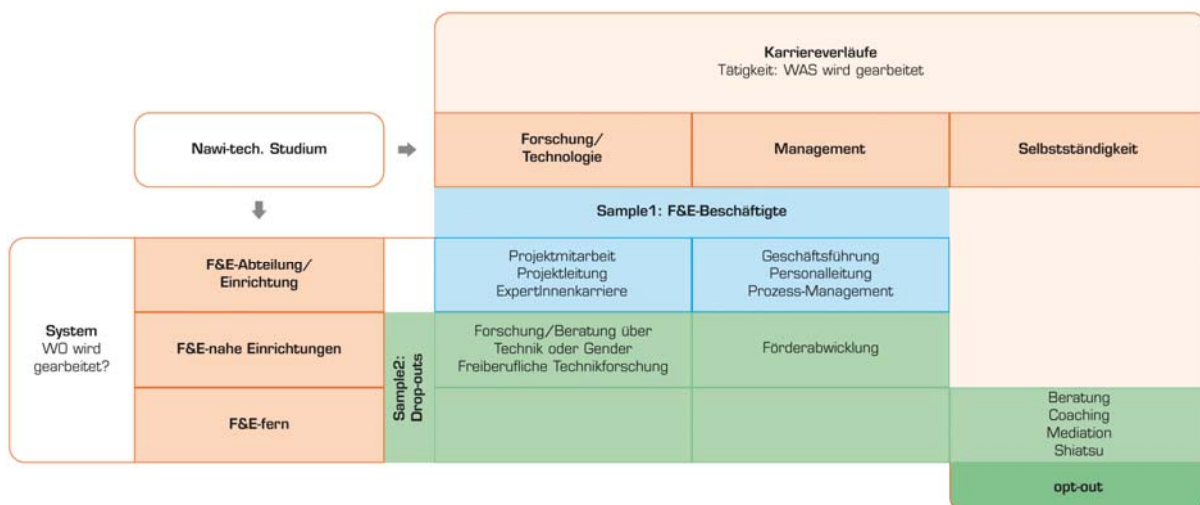 Karriereverläufe
Tätigkeit: WAS wird gearbeitet
Nawi-tech. Studium
Forschung/
Technologie
Management
Selbstständigkeit
Sample1: F&E-Beschäftigte
System
WO wird
gearbeitet?
F&E-Abteilung/
Einrichtung
Projektmitarbeit
Projektleitung
ExpertInnenkarriere
Geschäftsführung
Personalleitung
Prozess-Management
F&E-nahe Einrichtungen
Sample2:
Drop-outs
Forschung/Beratung über
Technik oder Gender
Freiberufliche Technikforschung
Förderabwicklung
F&E-fern
Beratung
Coaching
Mediation
Shiatsu
opt-out